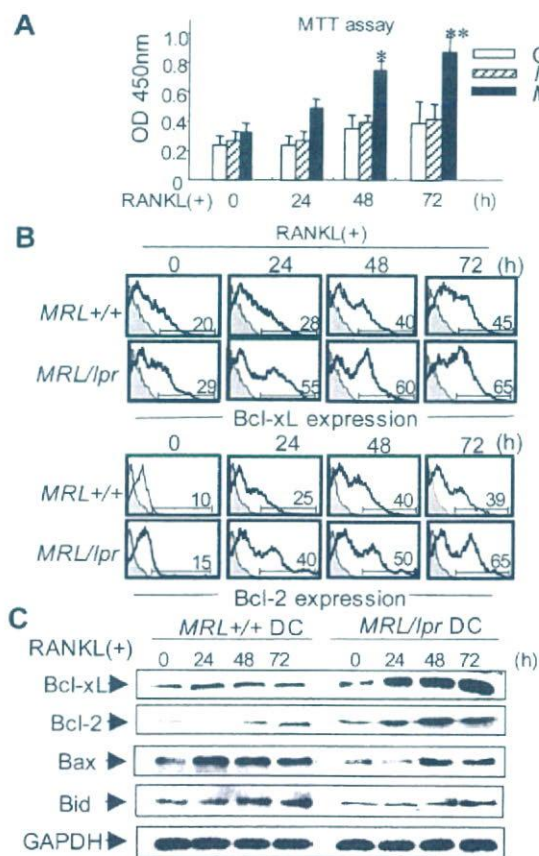 A
MTT assay
OD 450nm
1.0
0.8
0.6
0.4
0.2
0
*
**
RANKL(+) 0 24 48 72 (h)
B
RANKL(+)
0 24 48 72 (h)
MRL+/+ 20 28 40 45
MRL/lpr 29 55 60 65
Bcl-xL expression
0 24 48 72 (h)
MRL+/+ 10 25 40 39
MRL/lpr 15 40 50 65
Bcl-2 expression
C
MRL+/+ DC MRL/lpr DC
RANKL(+) 0 24 48 72 0 24 48 72 (h)
Bcl-xL
Bcl-2
Bax
Bid
GAPDH